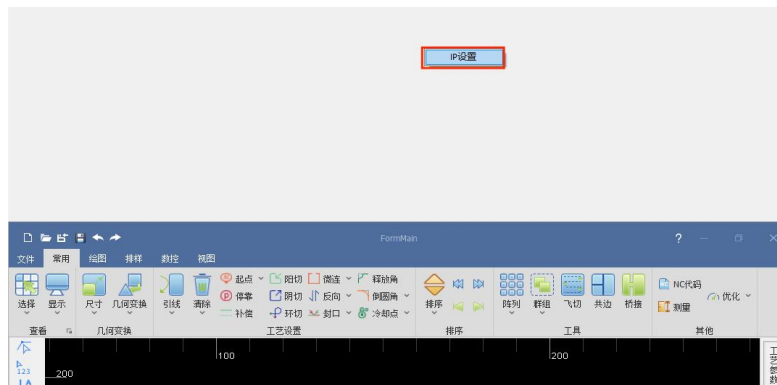 IP设置
FormMain
?
文件 常用 绘图 排样 数控 视图
起点 阳切 微连 释放角
NC代码
停靠 阴切 反向 倒圆角
优化
选择 显示 尺寸 几何变换 引线 清除 排序 阵列 群组 飞切 共边 桥接
测量
补偿 环切 封口 冷却点
查看 几何变换 工艺设置 排序 工具 其他
100 200
123
200
工艺参数